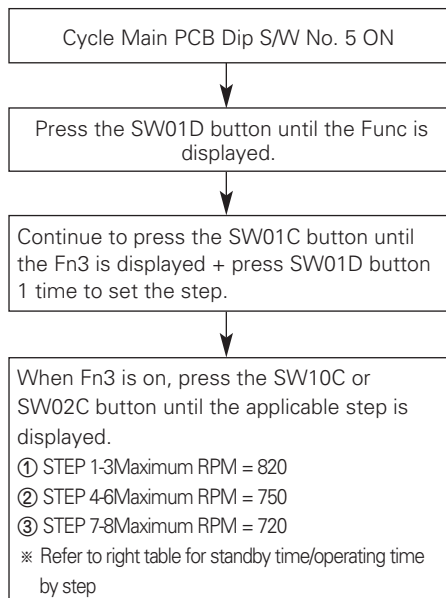 Cycle Main PCB Dip S/W No. 5 ON
Press the SW01D button until the Func is
displayed.
Continue to press the SW01C button until
the Fn3 is displayed + press SW01D button
1 time to set the step.
When Fn3 is on, press the SW10C or
SW02C button until the applicable step is
displayed.
① STEP 1-3Maximum RPM = 820
② STEP 4-6Maximum RPM = 750
③ STEP 7-8Maximum RPM = 720
※ Refer to right table for standby time/operating time
by step